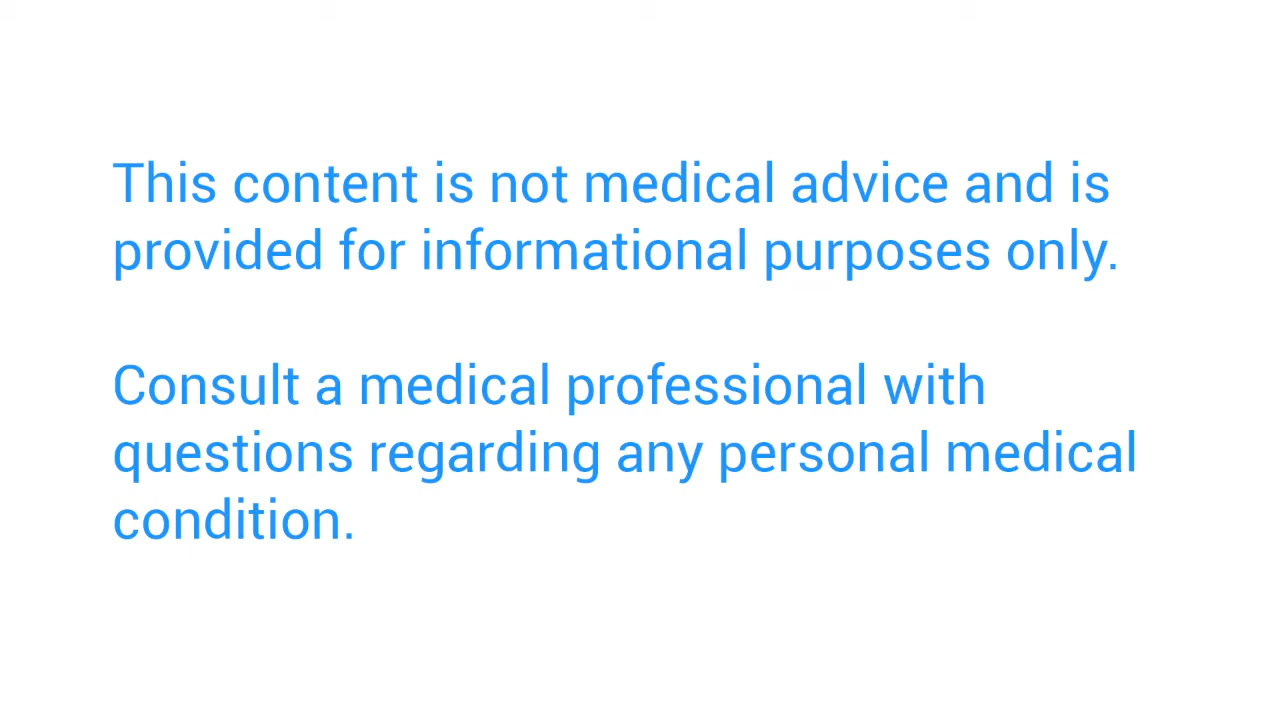 This content is not medical advice and is
provided for informational purposes only.
Consult a medical professional with
questions regarding any personal medical
condition.